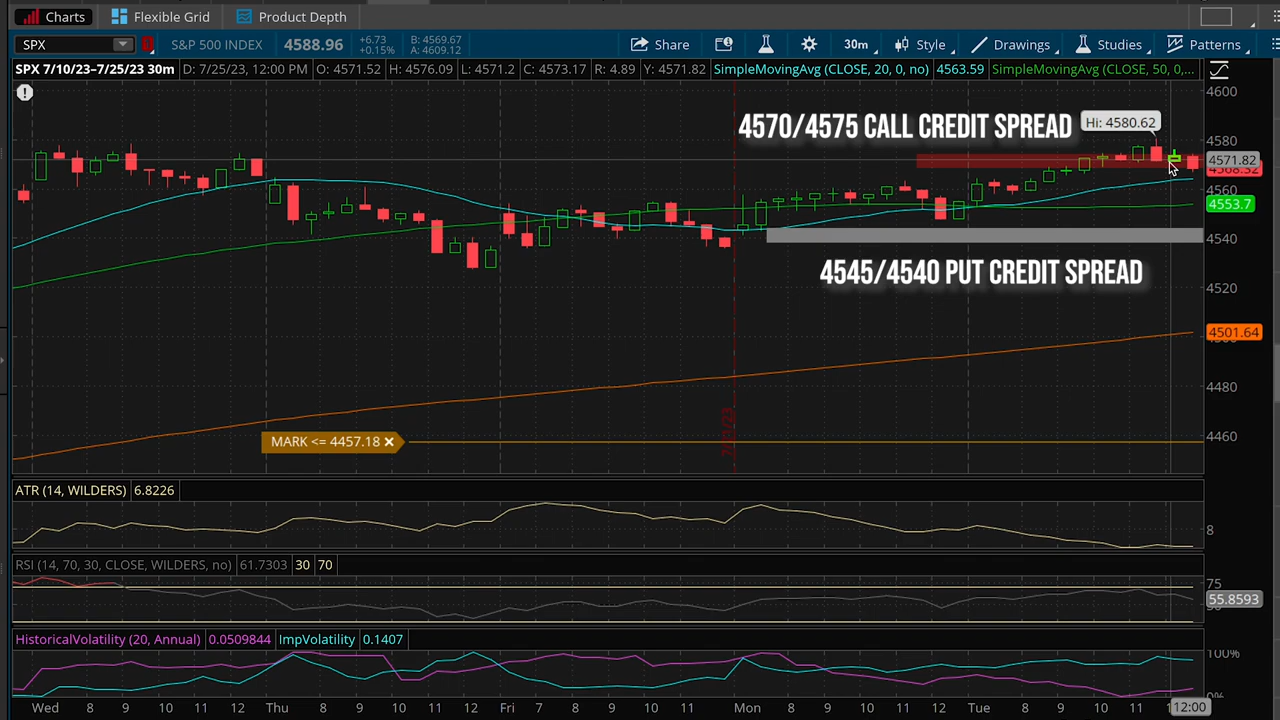 Charts Flexible Grid Product Depth
SPX S&P 500 INDEX 4588.96 +6.73 +0.15% B: 4569.67 A: 4609.12 Share 30m Style Drawings Studies Patterns
SPX 7/10/23–7/25/23 30m D: 7/25/23, 12:00 PM O: 4571.52 H: 4576.09 L: 4571.2 C: 4573.17 R: 4.89 Y: 4571.82 SimpleMovingAvg (CLOSE, 20, 0, no) 4563.59 SimpleMovingAvg (CLOSE, 50, 0,...
4600
4570/4575 CALL CREDIT SPREAD Hi: 4580.62
4580
4571.82
4568.32
4560
4553.7
4540
4545/4540 PUT CREDIT SPREAD
4520
4501.64
4480
MARK <= 4457.18
4460
ATR (14, WILDERS) 6.8226
8
RSI (14, 70, 30, CLOSE, WILDERS, no) 61.7303 30 70
75
55.8593
HistoricalVolatility (20, Annual) 0.0509844 ImpVolatility 0.1407
100%
0%
Wed 8 9 10 11 Thu 8 9 10 11 Fri 8 9 10 11 Mon 8 9 10 11 Tue 8 9 10 11 12:00